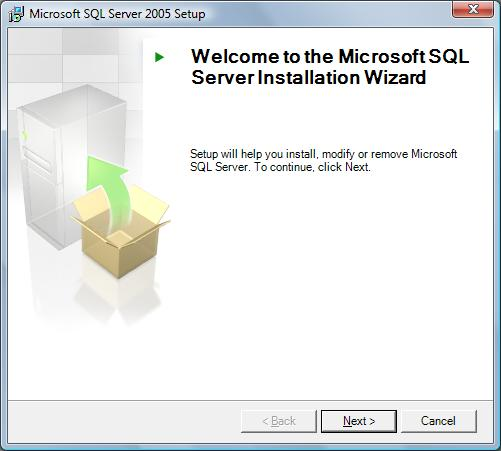 Microsoft SQL Server 2005 Setup
Welcome to the Microsoft SQL
Server Installation Wizard
Setup will help you install, modify or remove Microsoft
SQL Server. To continue, click Next.
< Back
Next >
Cancel